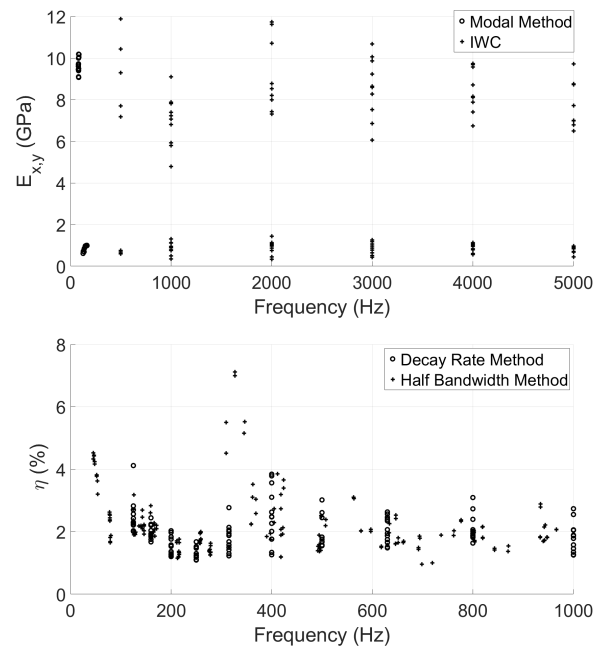 12
10
8
6
4
2
0
E_x,y (GPa)
Modal Method
IWC
0 1000 2000 3000 4000 5000
Frequency (Hz)
8
6
4
2
0
η (%)
Decay Rate Method
Half Bandwidth Method
0 200 400 600 800 1000
Frequency (Hz)